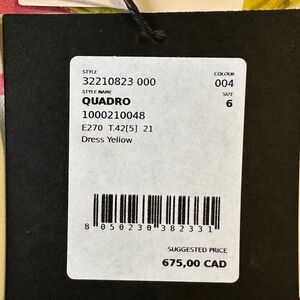 STYLE COLOUR
32210823 000 004
STYLE NAME SIZE
QUADRO 6
1000210048
E270 T.42[5] 21
Dress Yellow
8 050230 382331
SUGGESTED PRICE
675,00 CAD